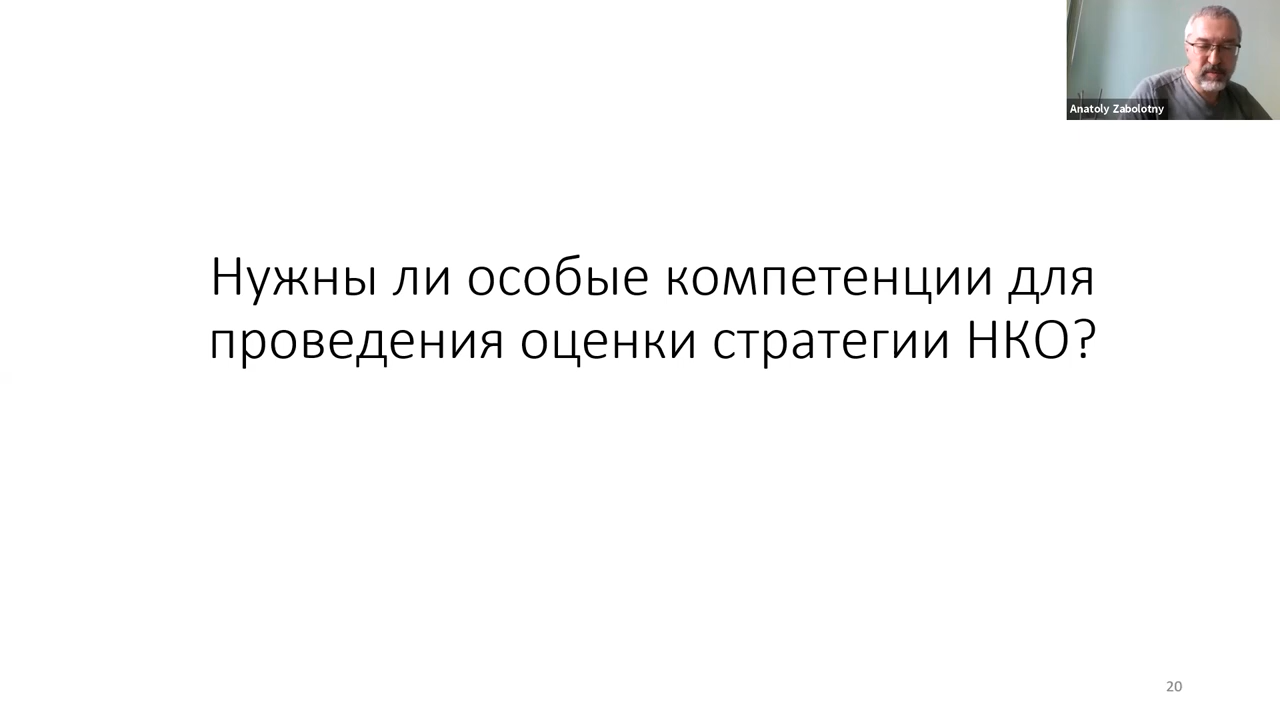 Anatoly Zabolotny
Нужны ли особые компетенции для
проведения оценки стратегии НКО?
20